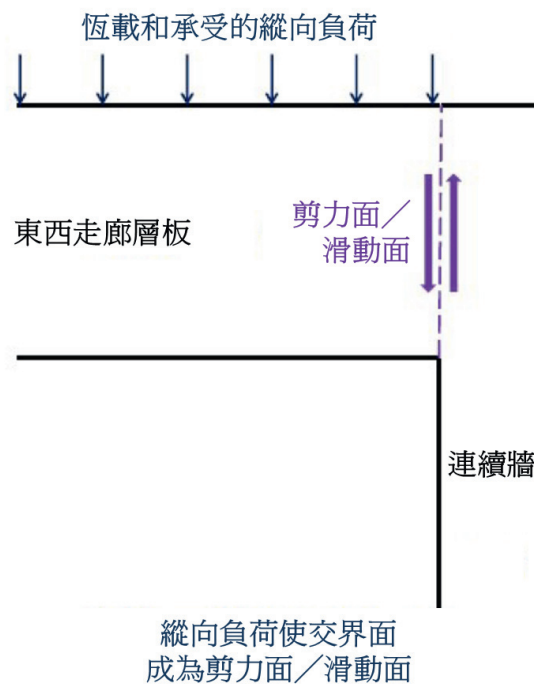 恆載和承受的縱向負荷
剪力面／
滑動面
東西走廊層板
連續牆
縱向負荷使交界面
成為剪力面／滑動面